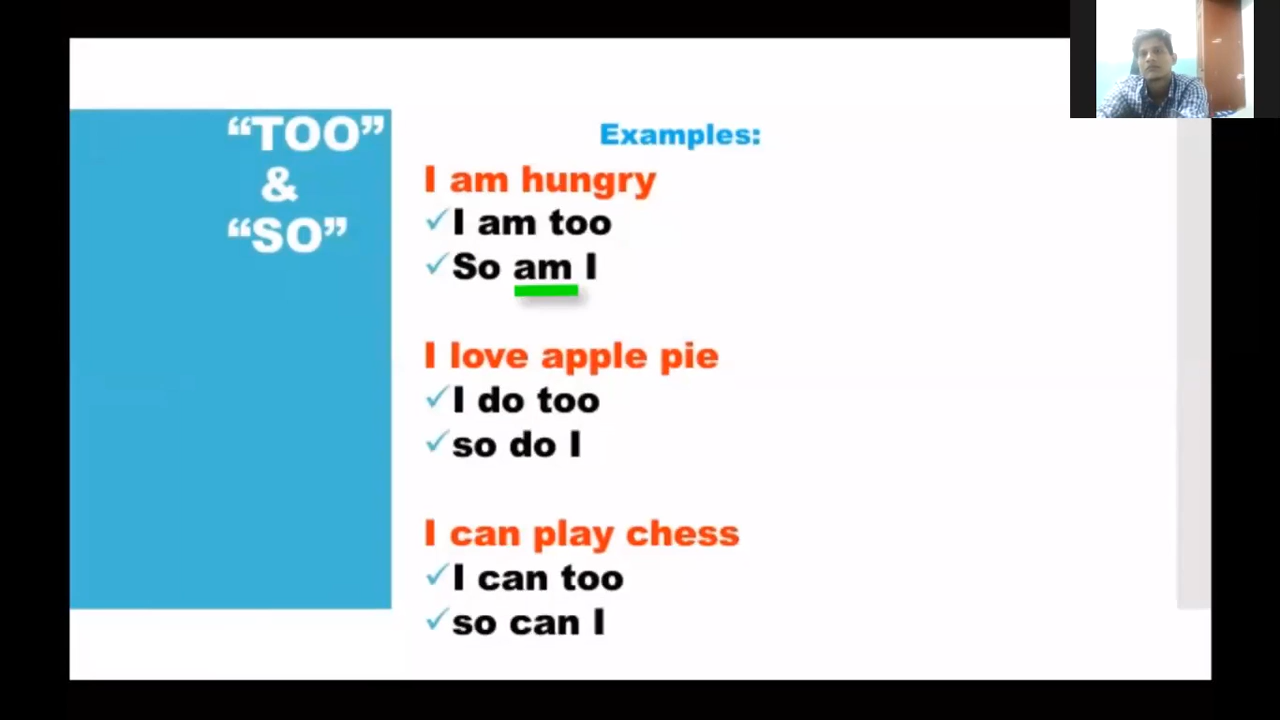 “TOO”
&
“SO”
Examples:
I am hungry
✓I am too
✓So am I
I love apple pie
✓I do too
✓so do I
I can play chess
✓I can too
✓so can I